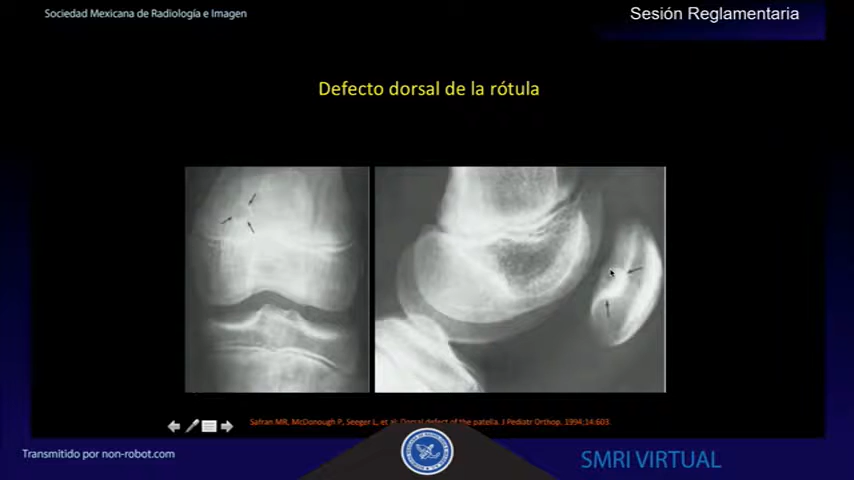 Sociedad Mexicana de Radiología e Imagen
Sesión Reglamentaria
Defecto dorsal de la rótula
Safran MR, McDonough P, Seeger L, et al. Dorsal defect of the patella. J Pediatr Orthop. 1994;14:603.
Transmitido por non-robot.com
SMRI VIRTUAL